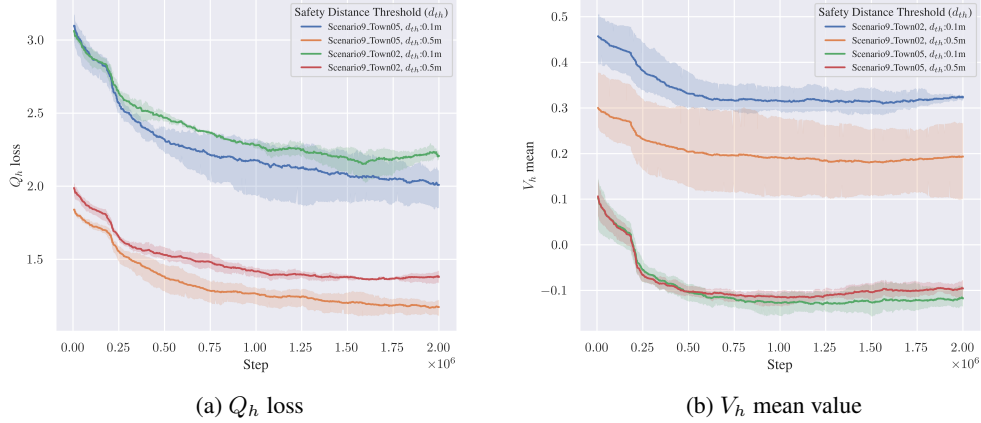 Safety Distance Threshold (d_th)
Scenario9_Town05, d_th:0.1m
Scenario9_Town05, d_th:0.5m
Scenario9_Town02, d_th:0.1m
Scenario9_Town02, d_th:0.5m
3.0
2.5
2.0
1.5
Q_h loss
0.00 0.25 0.50 0.75 1.00 1.25 1.50 1.75 2.00
Step
×10^6
(a) Q_h loss
Safety Distance Threshold (d_th)
Scenario9_Town02, d_th:0.1m
Scenario9_Town02, d_th:0.5m
Scenario9_Town05, d_th:0.1m
Scenario9_Town05, d_th:0.5m
0.5
0.4
0.3
0.2
0.1
0.0
−0.1
V_h mean
0.00 0.25 0.50 0.75 1.00 1.25 1.50 1.75 2.00
Step
×10^6
(b) V_h mean value